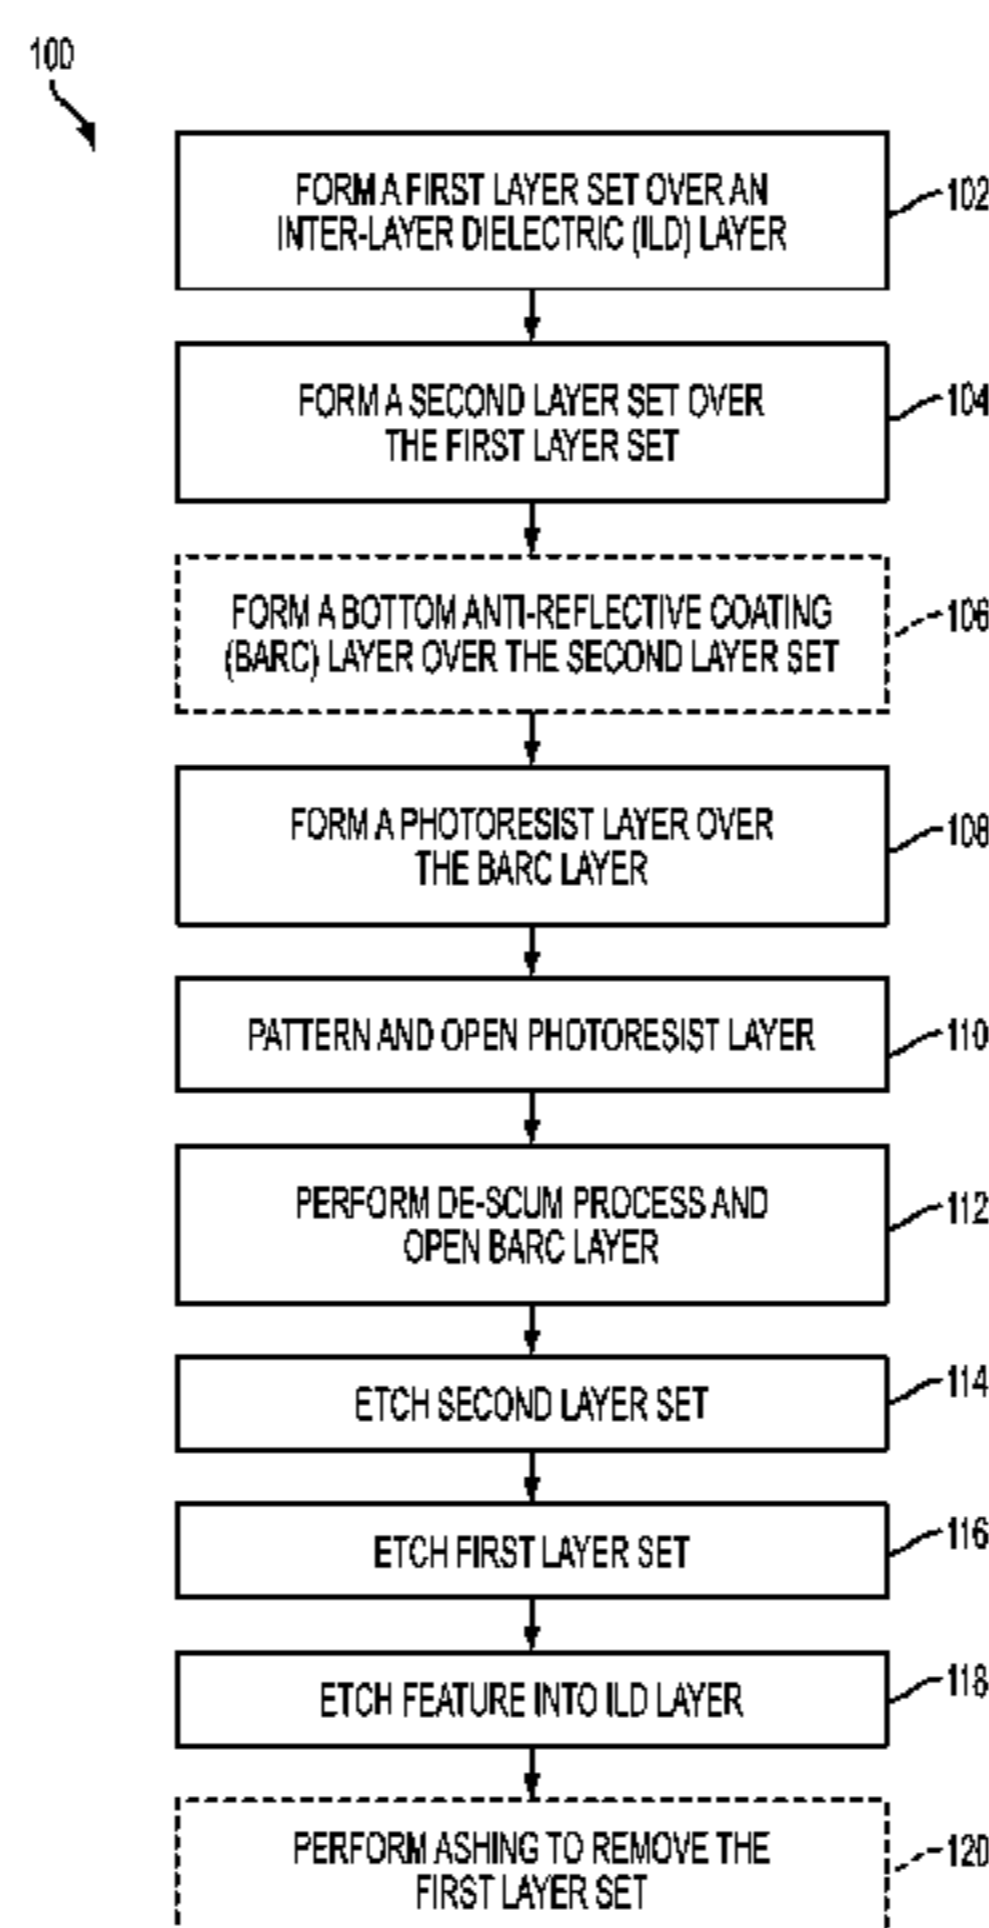 100
FORM A FIRST LAYER SET OVER AN
INTER-LAYER DIELECTRIC (ILD) LAYER
102
FORM A SECOND LAYER SET OVER
THE FIRST LAYER SET
104
FORM A BOTTOM ANTI-REFLECTIVE COATING
(BARC) LAYER OVER THE SECOND LAYER SET
106
FORM A PHOTORESIST LAYER OVER
THE BARC LAYER
108
PATTERN AND OPEN PHOTORESIST LAYER
110
PERFORM DE-SCUM PROCESS AND
OPEN BARC LAYER
112
ETCH SECOND LAYER SET
114
ETCH FIRST LAYER SET
116
ETCH FEATURE INTO ILD LAYER
118
PERFORM ASHING TO REMOVE THE
FIRST LAYER SET
120